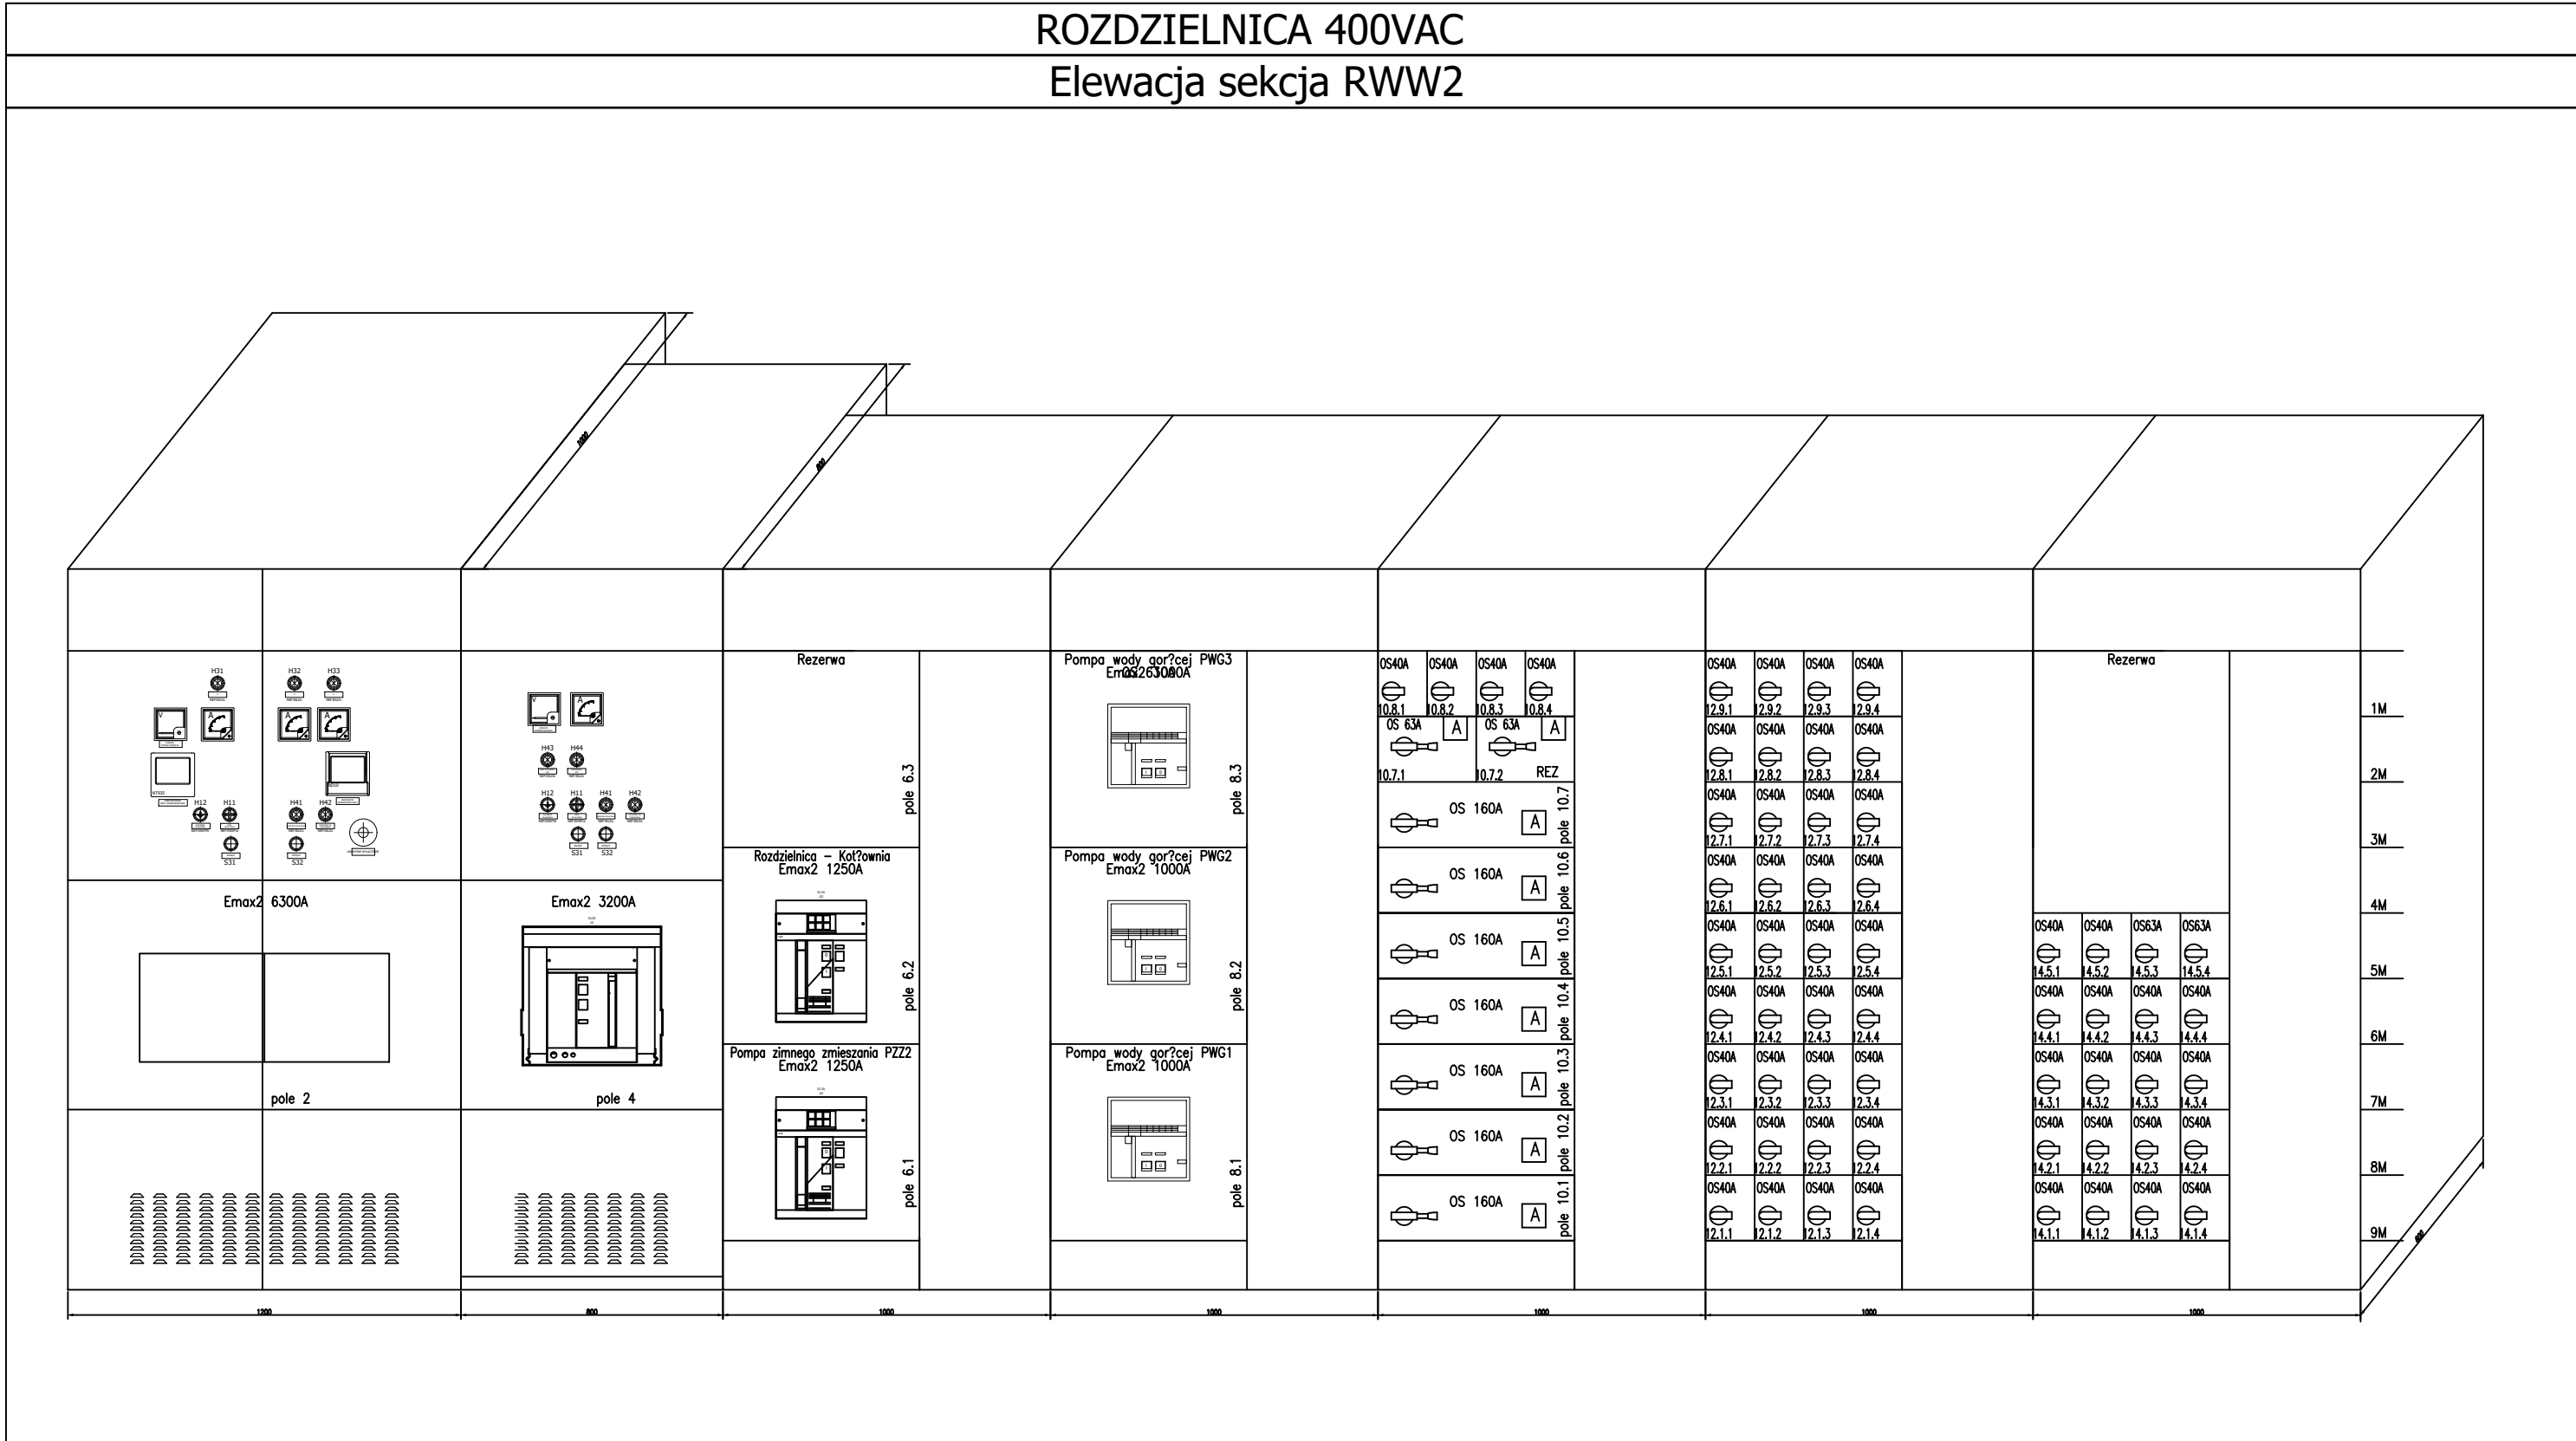 ROZDZIELNICA 400VAC
Elewacja sekcja RWW2
1000
800
H31
H32
H33
V
A
A
A
H12
H11
H41
H42
S31
S32
Emax2 6300A
pole 2
V
A
H43
H44
H12
H11
H41
H42
S31
S32
Emax2 3200A
pole 4
Rezerwa
pole 6.3
Rozdzielnica - Kot?ownia
Emax2 1250A
pole 6.2
Pompa zimnego zmieszania PZZ2
Emax2 1250A
pole 6.1
Pompa wody gor?cej PWG3
pole 8.3
Pompa wody gor?cej PWG2
Emax2 1000A
pole 8.2
Pompa wody gor?cej PWG1
Emax2 1000A
pole 8.1
OS40A OS40A OS40A OS40A
10.8.1 10.8.2 10.8.3 10.8.4
OS 63A A OS 63A A
10.7.1 10.7.2 REZ
OS 160A A pole 10.7
OS 160A A pole 10.6
OS 160A A pole 10.5
OS 160A A pole 10.4
OS 160A A pole 10.3
OS 160A A pole 10.2
OS 160A A pole 10.1
OS40A OS40A OS40A OS40A
12.9.1 12.9.2 12.9.3 12.9.4
OS40A OS40A OS40A OS40A
12.8.1 12.8.2 12.8.3 12.8.4
OS40A OS40A OS40A OS40A
12.7.1 12.7.2 12.7.3 12.7.4
OS40A OS40A OS40A OS40A
12.6.1 12.6.2 12.6.3 12.6.4
OS40A OS40A OS40A OS40A
12.5.1 12.5.2 12.5.3 12.5.4
OS40A OS40A OS40A OS40A
12.4.1 12.4.2 12.4.3 12.4.4
OS40A OS40A OS40A OS40A
12.3.1 12.3.2 12.3.3 12.3.4
OS40A OS40A OS40A OS40A
12.2.1 12.2.2 12.2.3 12.2.4
OS40A OS40A OS40A OS40A
12.1.1 12.1.2 12.1.3 12.1.4
Rezerwa
OS40A OS40A OS63A OS63A
14.5.1 14.5.2 14.5.3 14.5.4
OS40A OS40A OS40A OS40A
14.4.1 14.4.2 14.4.3 14.4.4
OS40A OS40A OS40A OS40A
14.3.1 14.3.2 14.3.3 14.3.4
OS40A OS40A OS40A OS40A
14.2.1 14.2.2 14.2.3 14.2.4
OS40A OS40A OS40A OS40A
14.1.1 14.1.2 14.1.3 14.1.4
1M
2M
3M
4M
5M
6M
7M
8M
9M
600
1200 800 1000 1000 1000 1000 1000